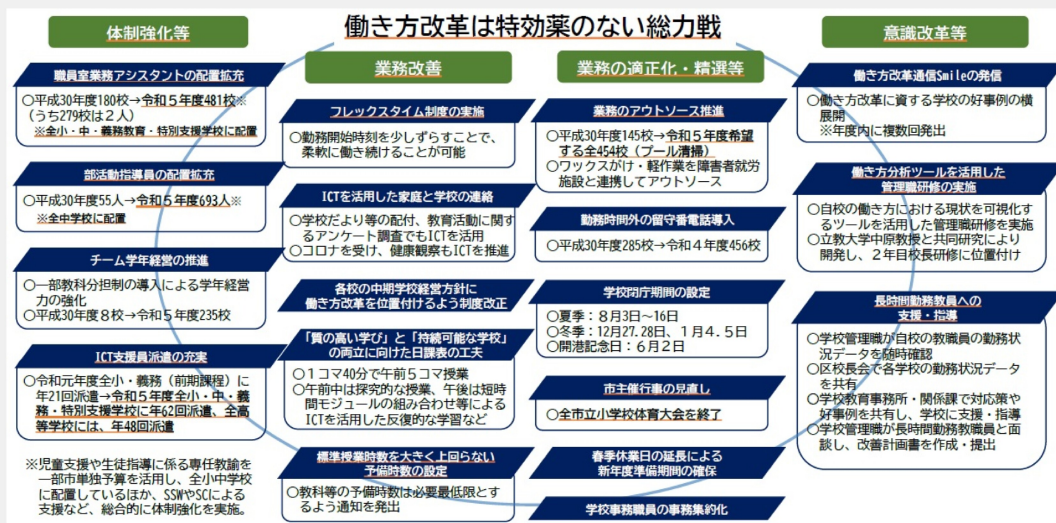 働き方改革は特効薬のない総力戦
体制強化等
職員室業務アシスタントの配置拡充
○平成30年度180校→令和5年度481校※
(うち279校は2人)
※全小・中・義務教育・特別支援学校に配置
部活動指導員の配置拡充
○平成30年度55人→令和5年度693人※
※全中学校に配置
チーム学年経営の推進
○一部教科分担制の導入による学年経営
力の強化
○平成30年度8校→令和5年度235校
ICT支援員派遣の充実
○令和元年度全小・義務(前期課程)に
年21回派遣→令和5年度全小・中・義
務・特別支援学校に年62回派遣、全高
等学校には、年48回派遣
※児童支援や生徒指導に係る専任教諭を
一部市単独予算を活用し、全小中学校
に配置しているほか、SSWやSCによる
支援など、総合的に体制強化を実施。
業務改善
フレックスタイム制度の実施
○勤務開始時刻を少しずらすことで、
柔軟に働き続けることが可能
ICTを活用した家庭と学校の連絡
○学校だより等の配付、教育活動に関す
るアンケート調査でもICTを活用
○コロナを受け、健康観察もICTを推進
各校の中期学校経営方針に
働き方改革を位置付けるよう制度改正
「質の高い学び」と「持続可能な学校」
の両立に向けた日課表の工夫
○1コマ40分で午前5コマ授業
○午前中は探究的な授業、午後は短時
間モジュールの組み合わせ等による
ICTを活用した反復的な学習など
標準授業時数を大きく上回らない
予備時数の設定
○教科等の予備時数は必要最低限とす
るよう通知を発出
業務の適正化・精選等
業務のアウトソース推進
○平成30年度145校→令和5年度希望
する全454校(プール清掃)
○ワックスがけ・軽作業を障害者就労
施設と連携してアウトソース
勤務時間外の留守番電話導入
○平成30年度285校→令和4年度456校
学校閉庁期間の設定
○夏季:8月3日~16日
○冬季:12月27.28日、1月4.5日
○開港記念日:6月2日
市主催行事の見直し
○全市立小学校体育大会を終了
春季休業日の延長による
新年度準備期間の確保
学校事務職員の事務集約化
意識改革等
働き方改革通信Smileの発信
○働き方改革に資する学校の好事例の横
展開
※年度内に複数回発出
働き方分析ツールを活用した
管理職研修の実施
○自校の働き方における現状を可視化す
るツールを活用した管理職研修を実施
○立教大学中原教授と共同研究により
開発し、2年目校長研修に位置付け
長時間勤務教員への
支援・指導
○学校管理職が自校の教職員の勤務状
況データを随時確認
○区校長会で各学校の勤務状況データ
を共有
○学校教育事務所・関係課で対応策や
好事例を共有し、学校に支援・指導
○学校管理職が長時間勤務教職員と面
談し、改善計画書を作成・提出